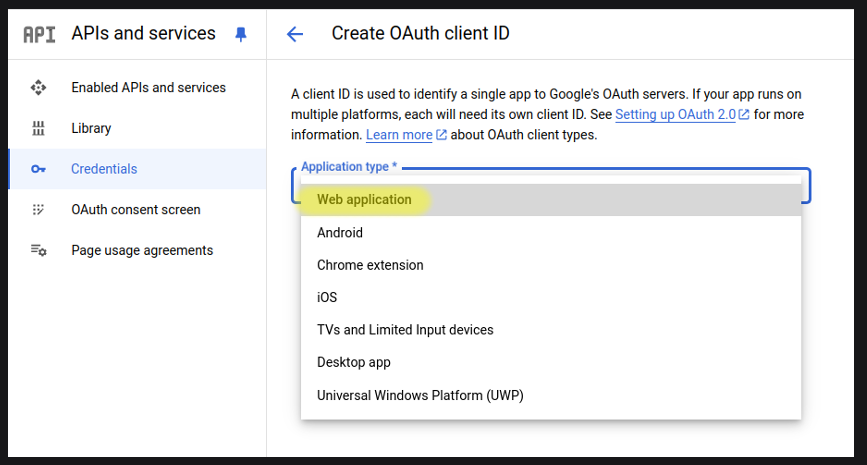 API APIs and services
Create OAuth client ID
Enabled APIs and services
Library
Credentials
OAuth consent screen
Page usage agreements
A client ID is used to identify a single app to Google's OAuth servers. If your app runs on
multiple platforms, each will need its own client ID. See Setting up OAuth 2.0 for more
information. Learn more about OAuth client types.
Application type *
Web application
Android
Chrome extension
iOS
TVs and Limited Input devices
Desktop app
Universal Windows Platform (UWP)